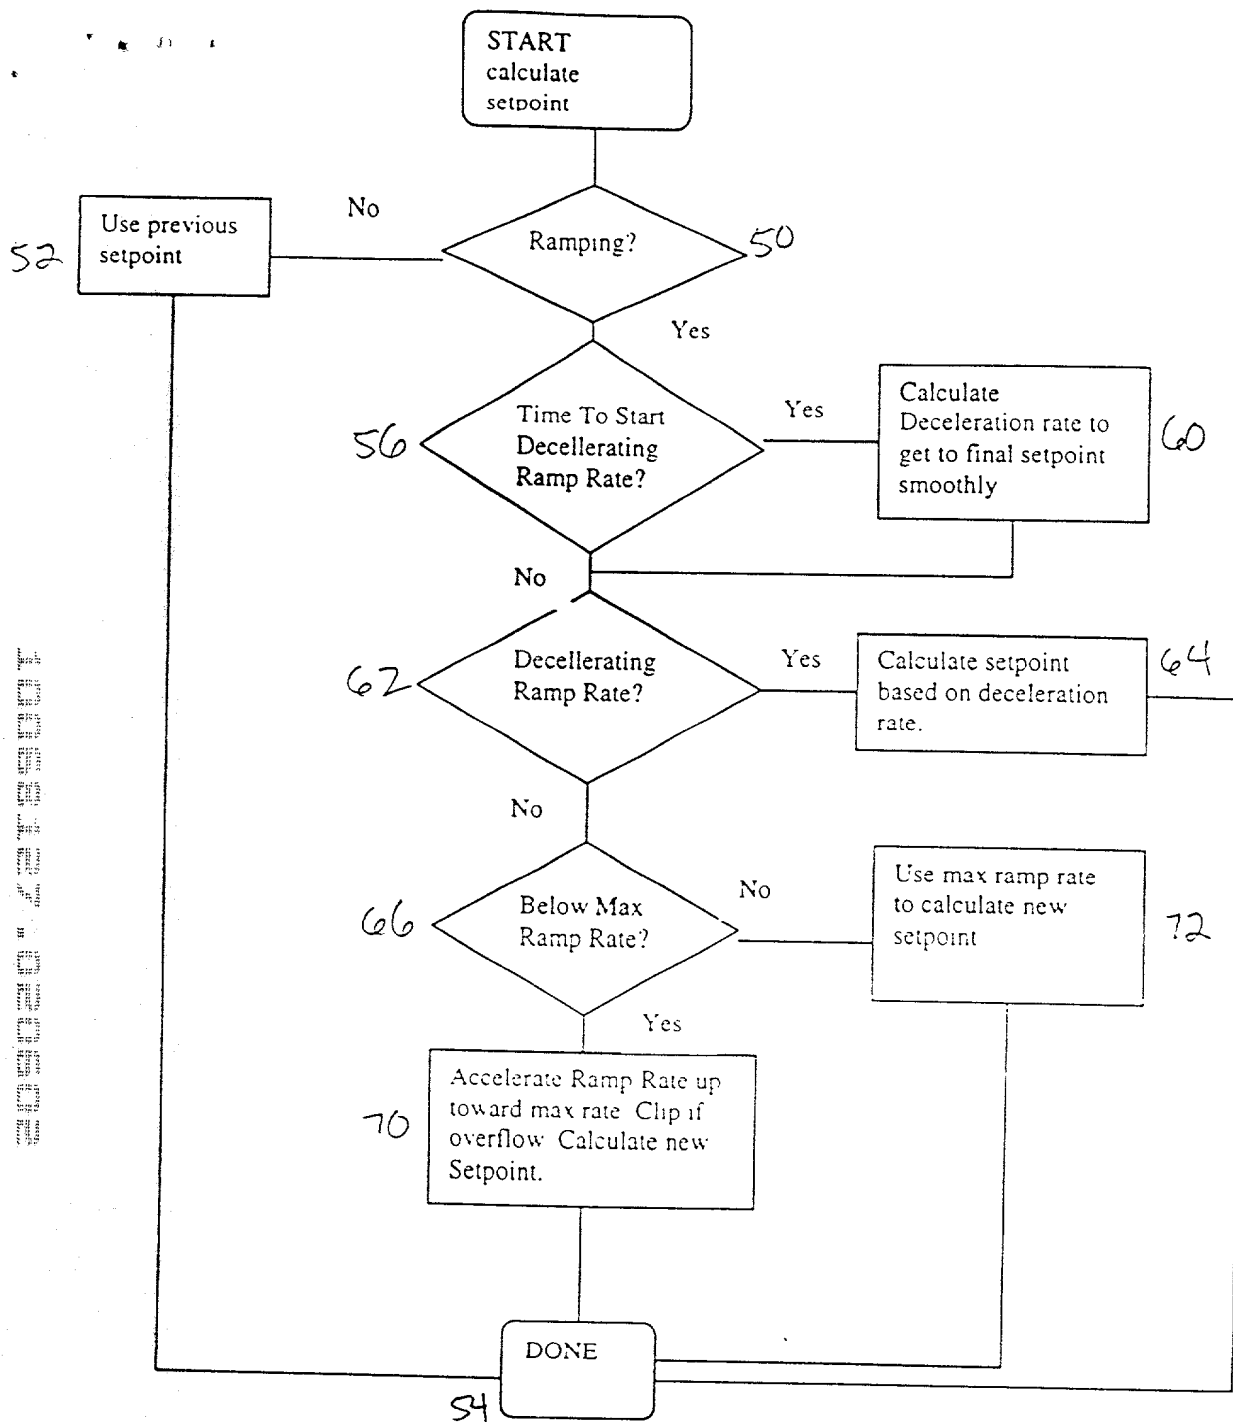 START
calculate
setpoint
No
Use previous
setpoint
52
Ramping?
50
Yes
Time To Start
Decellerating
Ramp Rate?
56
Yes
Calculate
Deceleration rate to
get to final setpoint
smoothly
60
No
Decellerating
Ramp Rate?
62
Yes
Calculate setpoint
based on deceleration
rate.
64
No
Below Max
Ramp Rate?
66
No
Use max ramp rate
to calculate new
setpoint
72
Yes
Accelerate Ramp Rate up
toward max rate Clip if
overflow Calculate new
Setpoint.
70
DONE
54